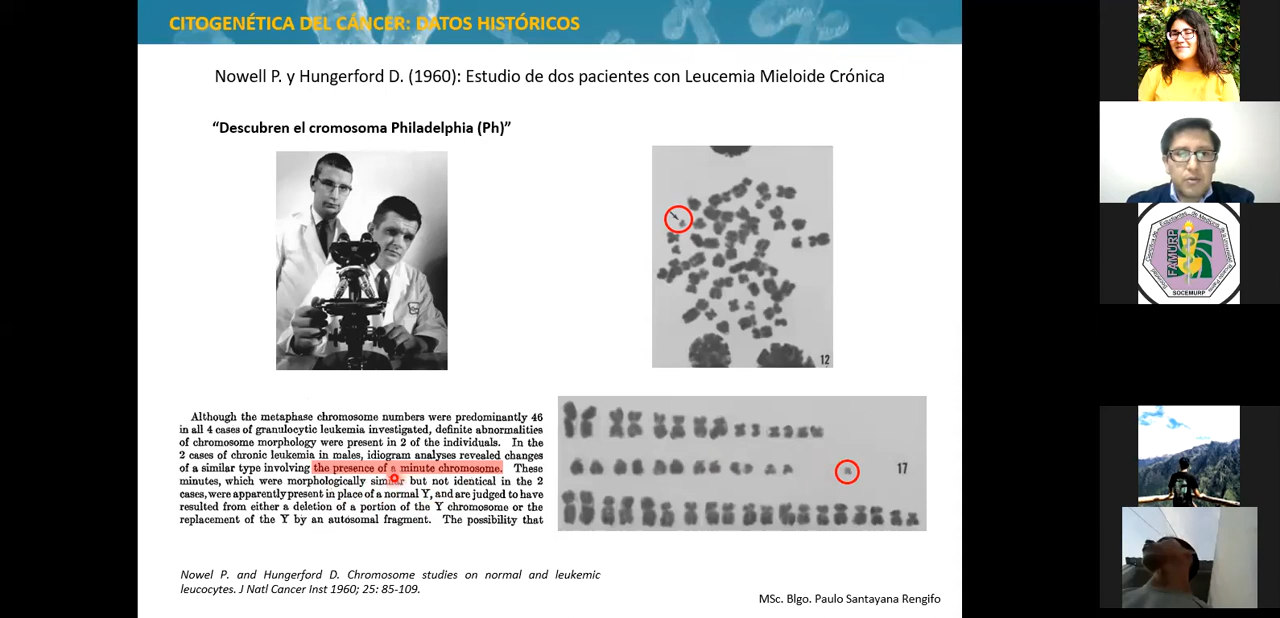 CITOGENÉTICA DEL CÁNCER: DATOS HISTÓRICOS
Nowell P. y Hungerford D. (1960): Estudio de dos pacientes con Leucemia Mieloide Crónica
“Descubren el cromosoma Philadelphia (Ph)”
12
Although the metaphase chromosome numbers were predominantly 46
in all 4 cases of granulocytic leukemia investigated, definite abnormalities
of chromosome morphology were present in 2 of the individuals. In the
2 cases of chronic leukemia in males, idiogram analyses revealed changes
of a similar type involving the presence of a minute chromosome. These
minutes, which were morphologically similar but not identical in the 2
cases, were apparently present in place of a normal Y, and are judged to have
resulted from either a deletion of a portion of the Y chromosome or the
replacement of the Y by an autosomal fragment. The possibility that
17
Nowel P. and Hungerford D. Chromosome studies on normal and leukemic
leucocytes. J Natl Cancer Inst 1960; 25: 85-109.
MSc. Blgo. Paulo Santayana Rengifo
FAMURP
SOCEMURP